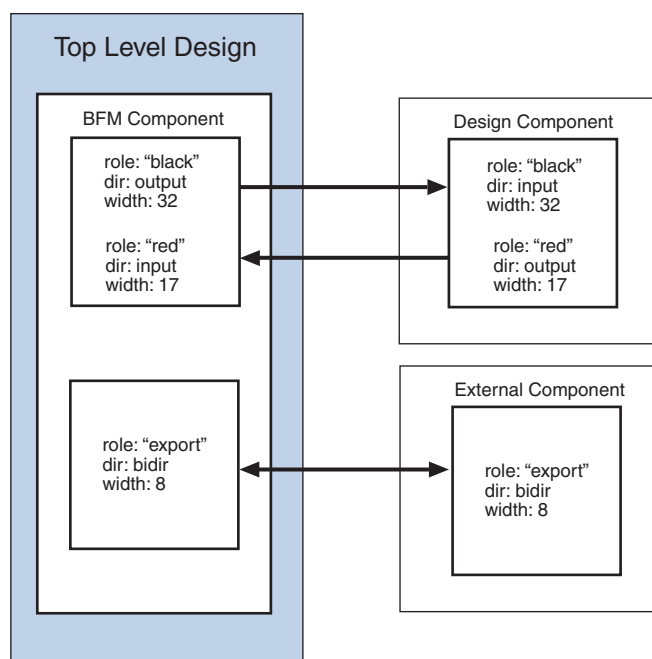 Top Level Design
BFM Component
role: “black”
dir: output
width: 32
role: “red”
dir: input
width: 17
role: “export”
dir: bidir
width: 8
Design Component
role: “black”
dir: input
width: 32
role: “red”
dir: output
width: 17
External Component
role: “export”
dir: bidir
width: 8